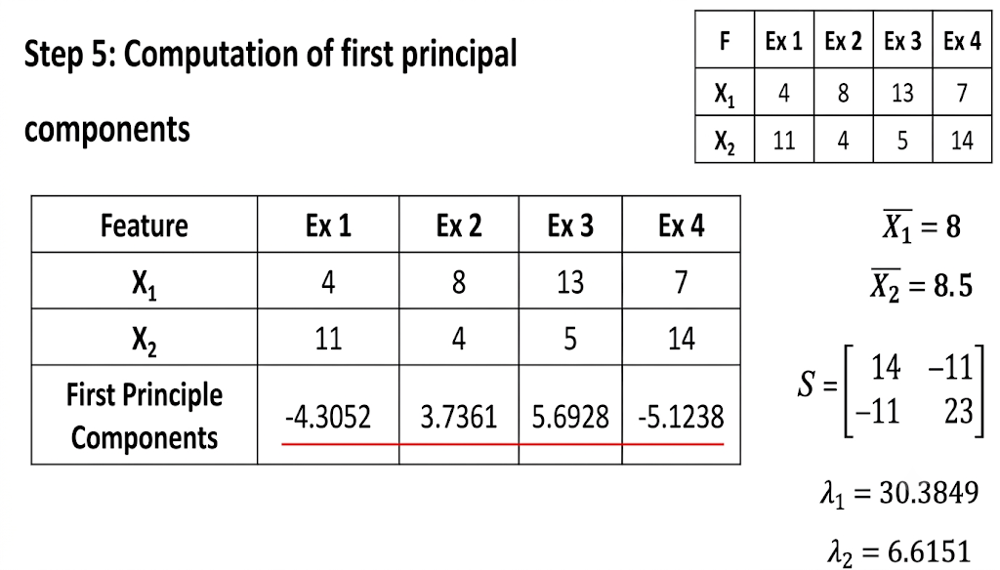 Step 5: Computation of first principal
components
F Ex 1 Ex 2 Ex 3 Ex 4
X₁ 4 8 13 7
X₂ 11 4 5 14
Feature Ex 1 Ex 2 Ex 3 Ex 4
X₁ 4 8 13 7
X₂ 11 4 5 14
First Principle
Components -4.3052 3.7361 5.6928 -5.1238
X̅₁ = 8
X̅₂ = 8.5
S = [14 −11
−11 23]
λ₁ = 30.3849
λ₂ = 6.6151